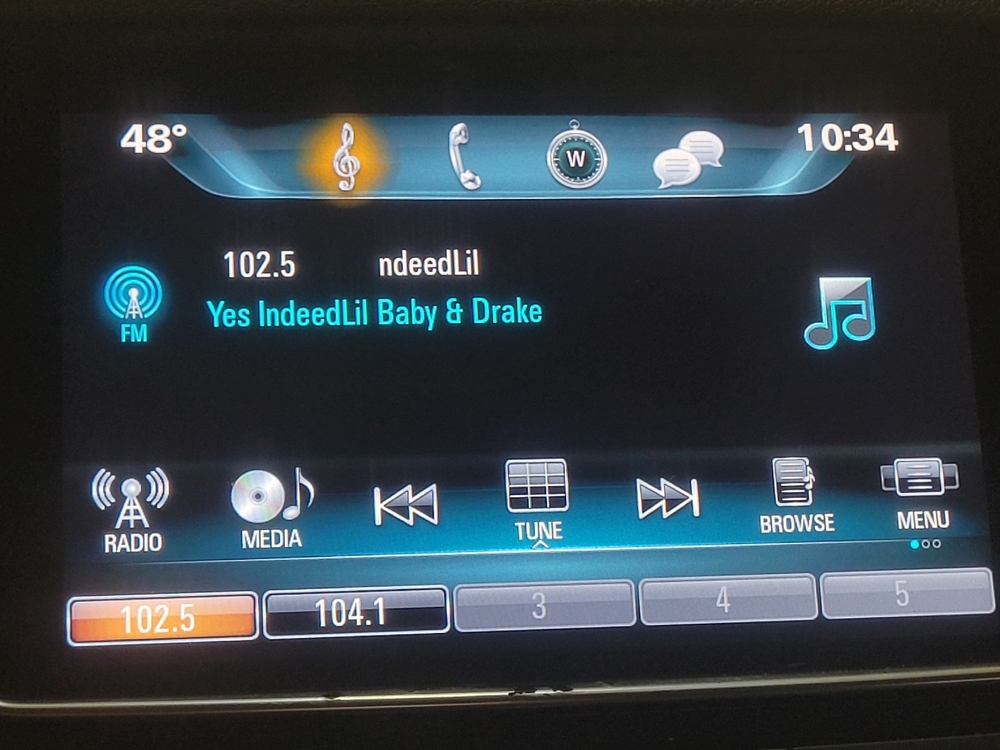 48° W 10:34
102.5 ndeedLil
Yes IndeedLil Baby & Drake
FM
RADIO MEDIA TUNE BROWSE MENU
102.5 104.1 3 4 5